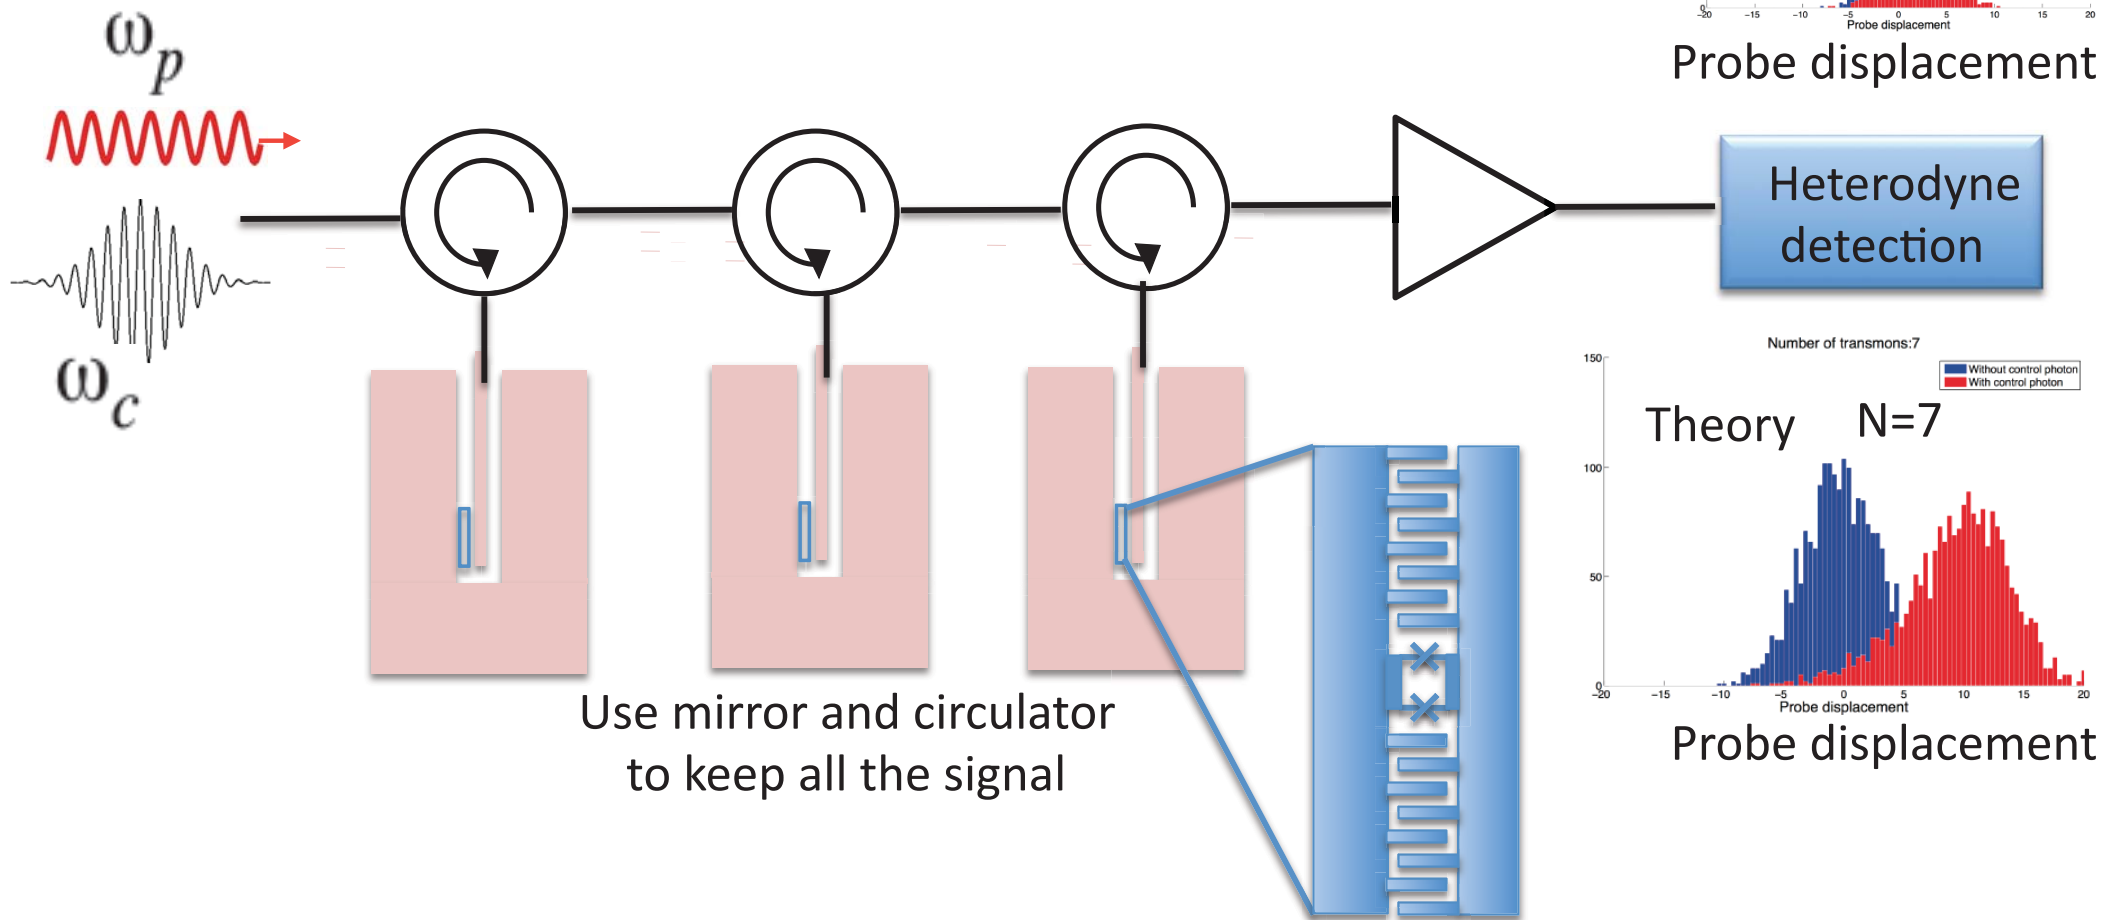 ωp
ωc
0
-20 -15 -10 -5 0 5 10 15 20
Probe displacement
Probe displacement
Heterodyne
detection
Number of transmons:7
Without control photon
With control photon
Theory N=7
150
100
50
0
-20 -15 -10 -5 0 5 10 15 20
Probe displacement
Probe displacement
Use mirror and circulator
to keep all the signal